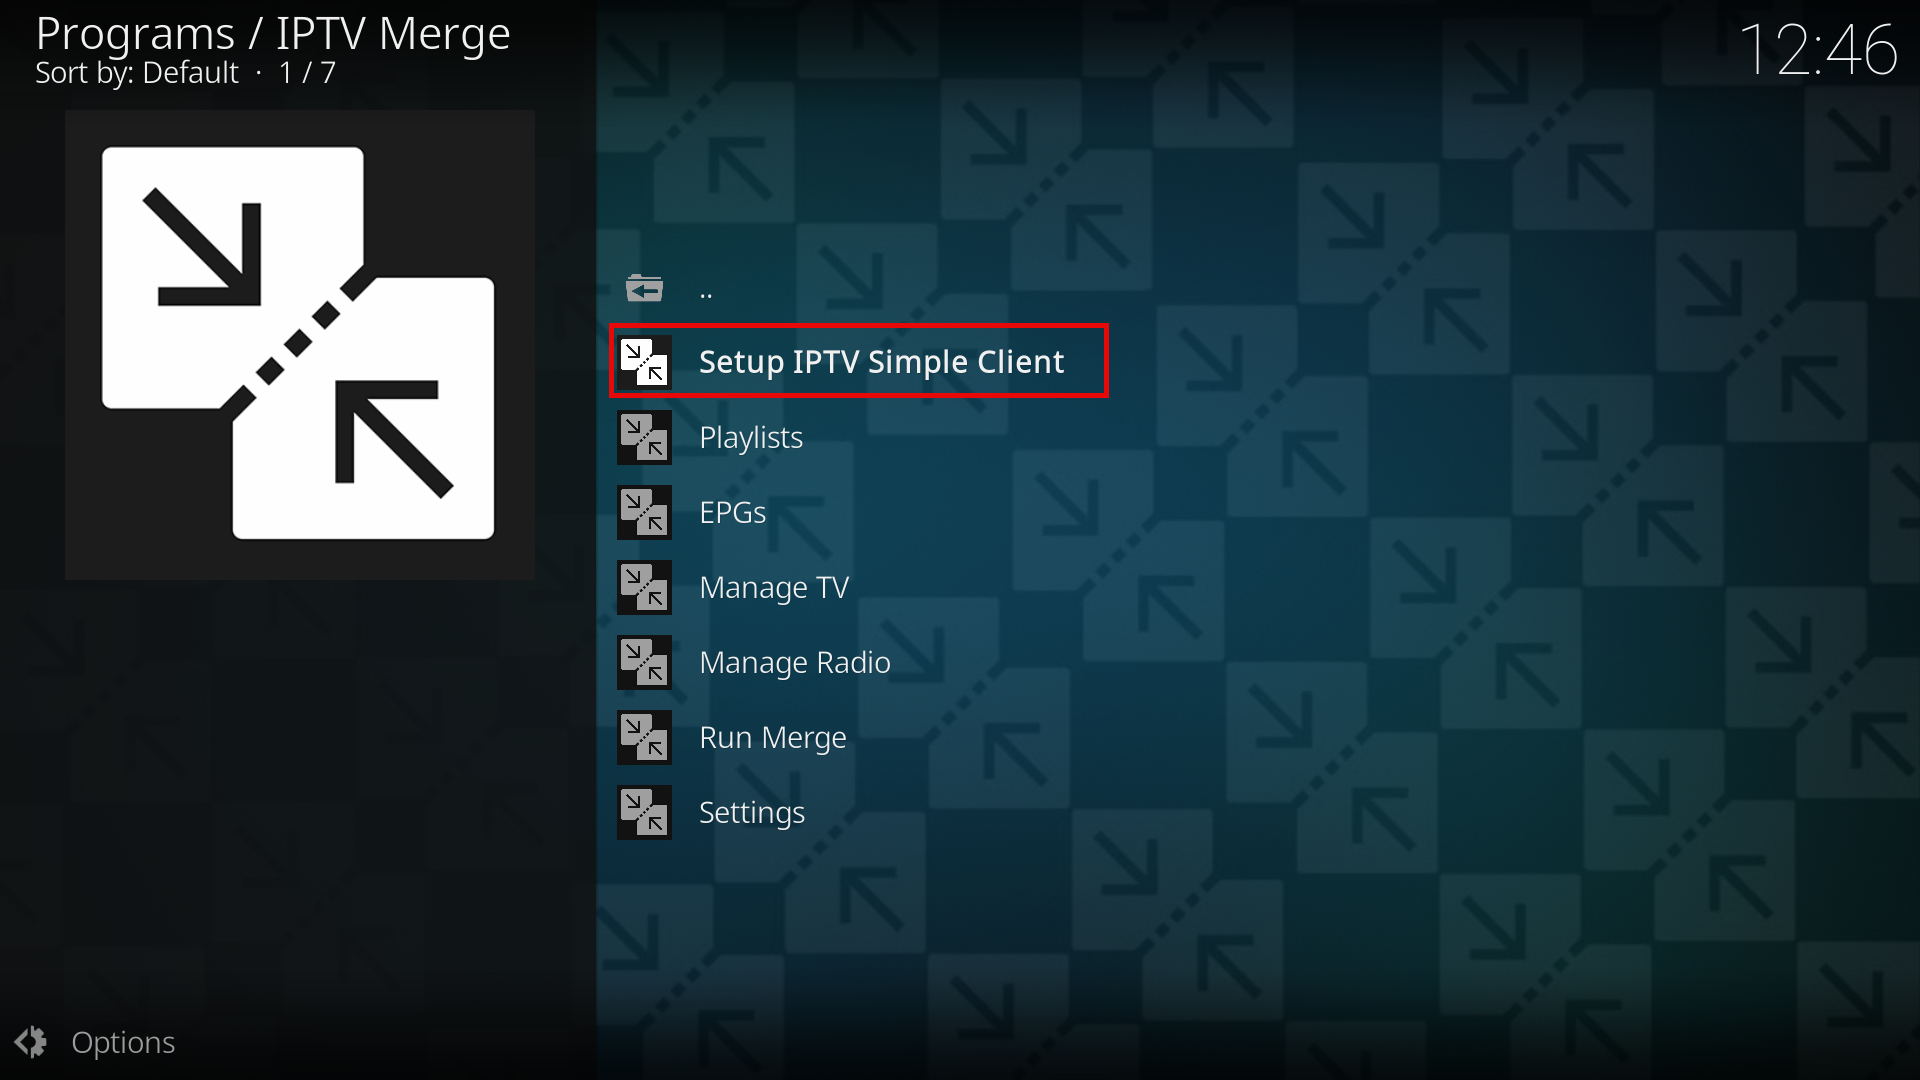 Programs / IPTV Merge
Sort by: Default · 1 / 7
12:46
..
Setup IPTV Simple Client
Playlists
EPGs
Manage TV
Manage Radio
Run Merge
Settings
Options